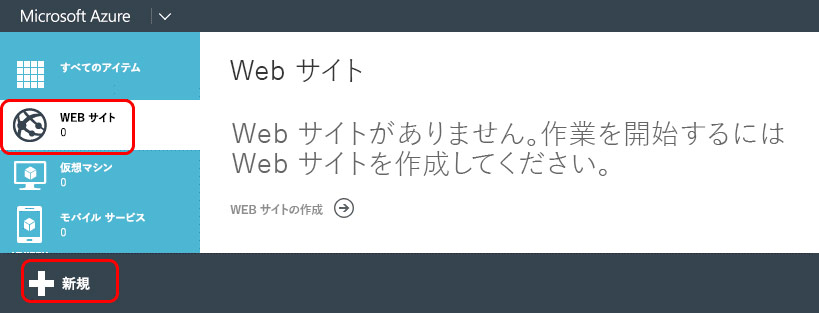 Microsoft Azure
すべてのアイテム
WEB サイト
0
仮想マシン
0
モバイル サービス
0
Web サイト
Web サイトがありません。作業を開始するには
Web サイトを作成してください。
WEB サイトの作成
新規